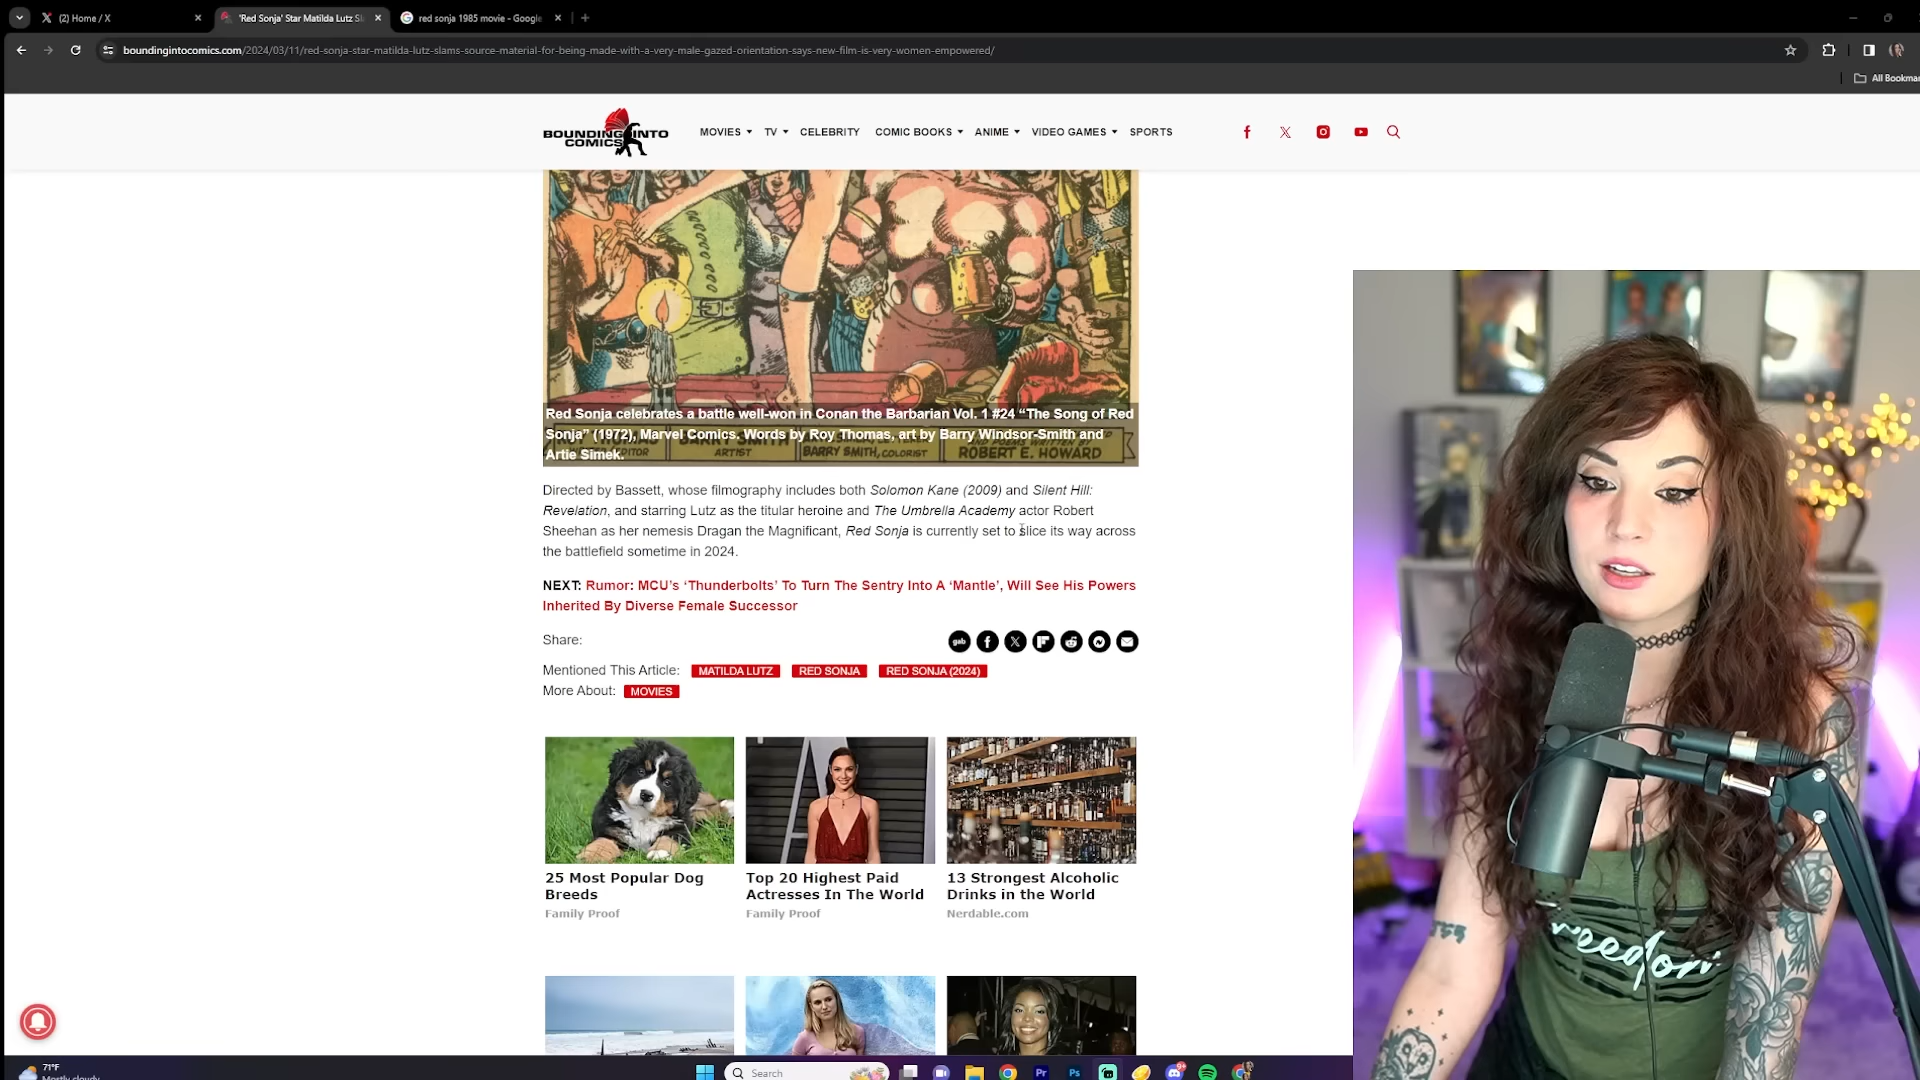 (2) Home / X
'Red Sonja' Star Matilda Lutz Sl
red sonja 1985 movie - Google
boundingintocomics.com/2024/03/11/red-sonja-star-matilda-lutz-slams-source-material-for-being-made-with-a-very-male-gazed-orientation-says-new-film-is-very-women-empowered/
All Bookmar
BOUNDING INTO
COMICS
MOVIES TV CELEBRITY COMIC BOOKS ANIME VIDEO GAMES SPORTS
Red Sonja celebrates a battle well-won in Conan the Barbarian Vol. 1 #24 “The Song of Red
Sonja” (1972), Marvel Comics. Words by Roy Thomas, art by Barry Windsor-Smith and
Artie Simek.
ARTIST
BARRY SMITH, COLORIST
ROBERT E. HOWARD
Directed by Bassett, whose filmography includes both Solomon Kane (2009) and Silent Hill:
Revelation, and starring Lutz as the titular heroine and The Umbrella Academy actor Robert
Sheehan as her nemesis Dragan the Magnificant, Red Sonja is currently set to slice its way across
the battlefield sometime in 2024.
NEXT: Rumor: MCU’s ‘Thunderbolts’ To Turn The Sentry Into A ‘Mantle’, Will See His Powers
Inherited By Diverse Female Successor
Share:
gab
Mentioned This Article: MATILDA LUTZ RED SONJA RED SONJA (2024)
More About: MOVIES
25 Most Popular Dog
Breeds
Family Proof
Top 20 Highest Paid
Actresses In The World
Family Proof
13 Strongest Alcoholic
Drinks in the World
Nerdable.com
freedom
71°F
Mostly cloudy
Search
Pr
Ps